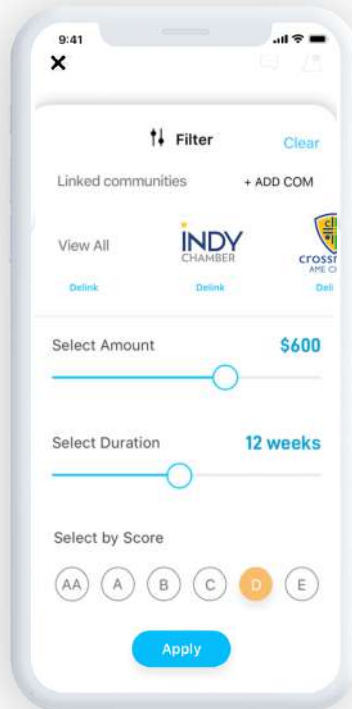 9:41
Filter
Clear
Linked communities
+ ADD COM
View All
INDY
CHAMBER
Delink
Delink
Select Amount
$600
Select Duration
12 weeks
Select by Score
AA
A
B
C
D
E
Apply